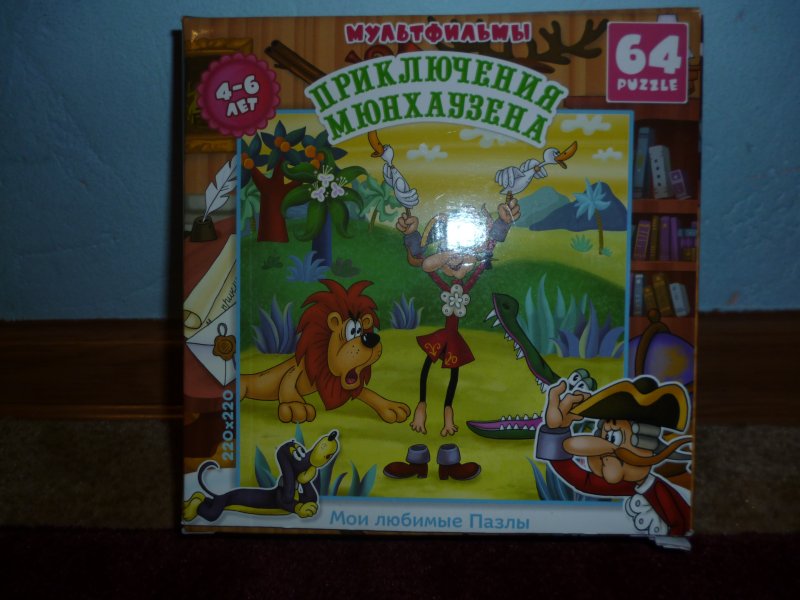 МУЛЬТФИЛЬМЫ
ПРИКЛЮЧЕНИЯ
МЮНХАУЗЕНА
64
PUZZLE
4-6
ЛЕТ
220x220
Мои любимые Пазлы